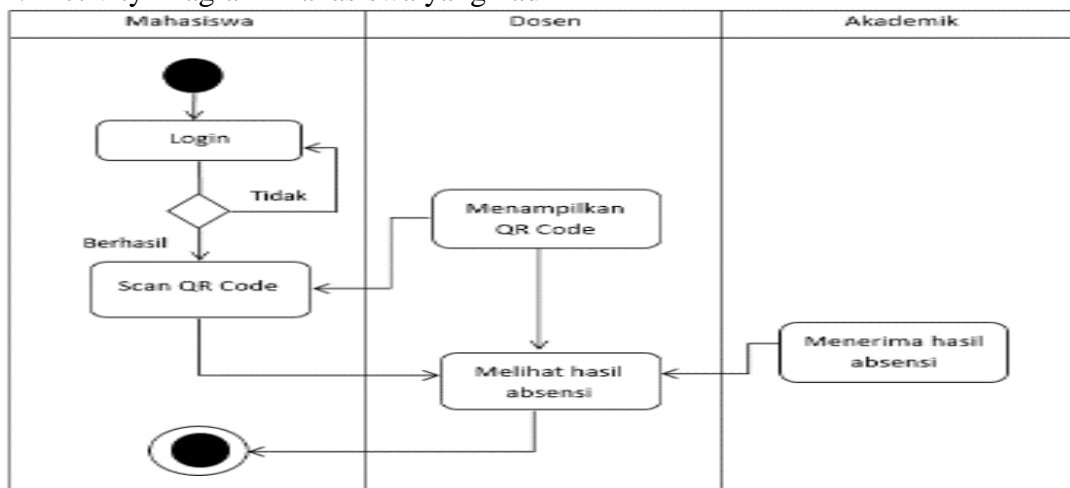 Mahasiswa
Dosen
Akademik
Login
Tidak
Menampilkan
QR Code
Berhasil
Scan QR Code
Menerima hasil
absensi
Melihat hasil
absensi